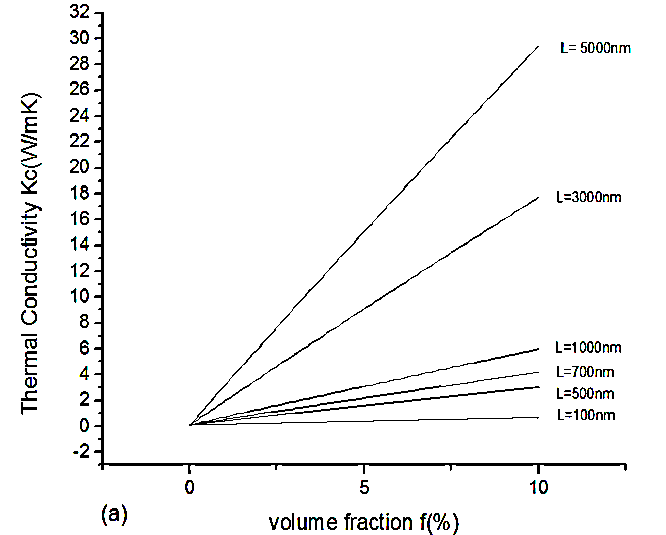 32
30
28
26
24
22
20
18
16
14
12
10
8
6
4
2
0
-2
Thermal Conductivity Kc(W/mK)
L= 5000nm
L=3000nm
L=1000nm
L=700nm
L=500nm
L=100nm
0
5
10
(a)
volume fraction f(%)